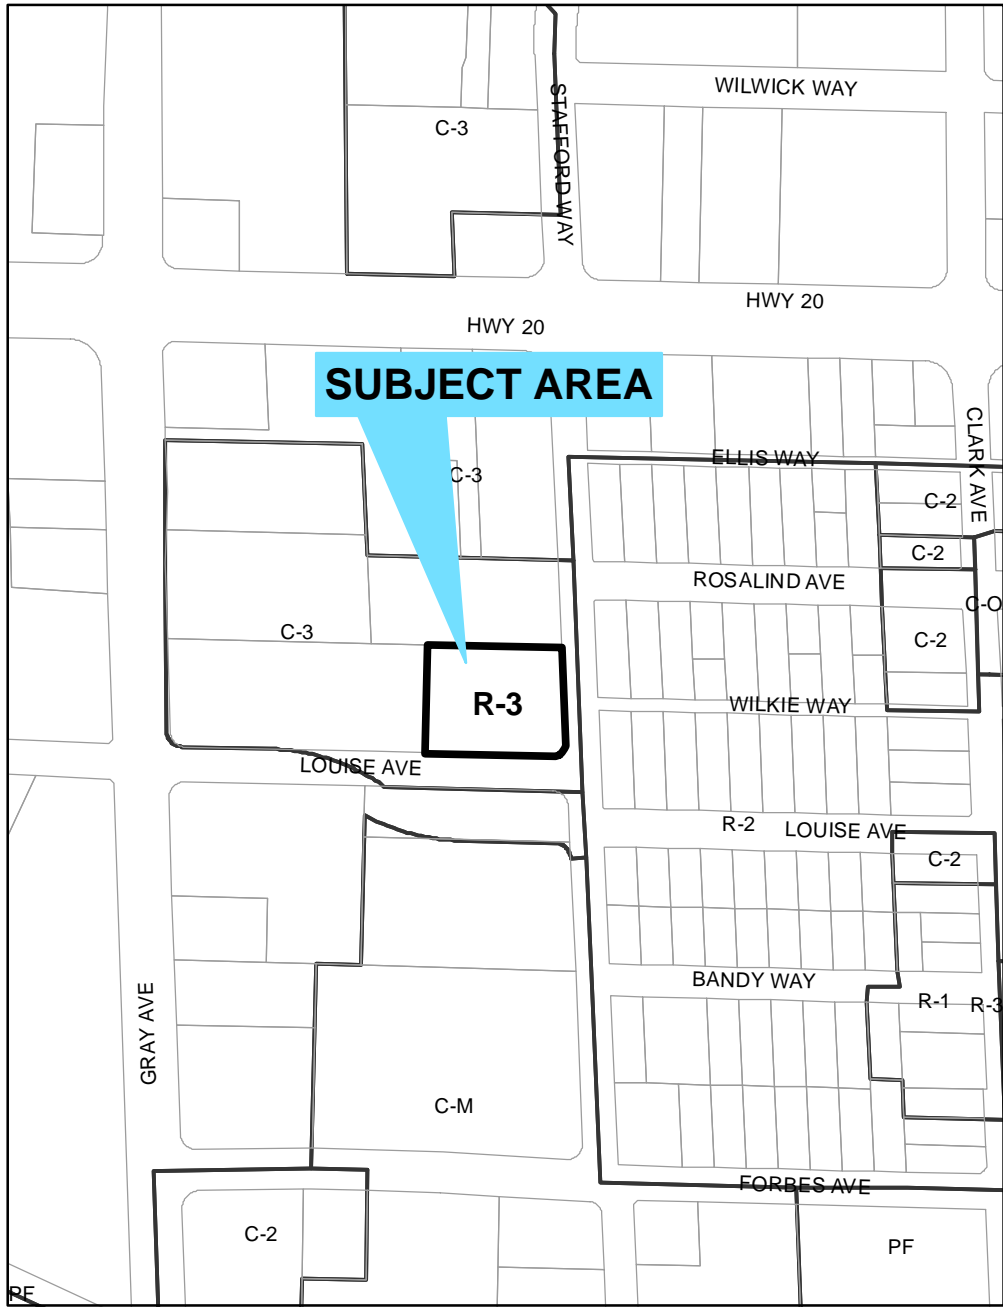 WILWICK WAY
C-3
STAFFORD WAY
HWY 20
HWY 20
SUBJECT AREA
CLARK AVE
ELLIS WAY
C-3
C-2
C-2
ROSALIND AVE
C-O
C-3
C-2
R-3
WILKIE WAY
LOUISE AVE
R-2
LOUISE AVE
C-2
BANDY WAY
R-1
R-3
GRAY AVE
C-M
FORBES AVE
C-2
PF
PF